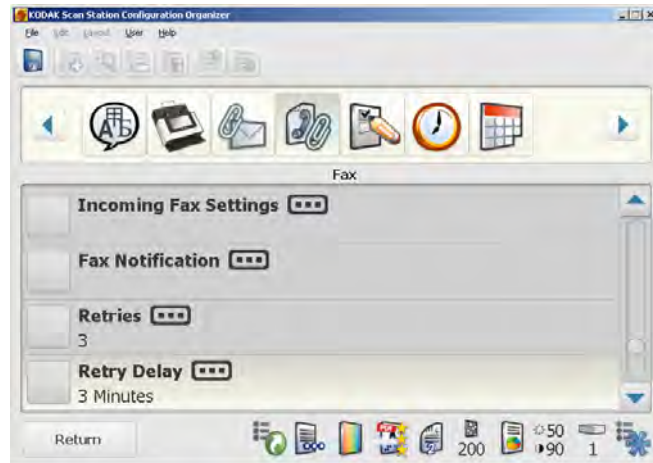 KODAK Scan Station Configuration Organizer
File Edit Layout User Help
Fax
Incoming Fax Settings
Fax Notification
Retries
3
Retry Delay
3 Minutes
Return
200
50
90
1